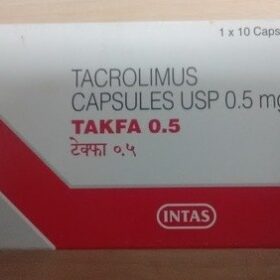 1 x 10 Caps
TACROLIMUS
CAPSULES USP 0.5 mg
TAKFA 0.5
टेक्फा ०.५
INTAS